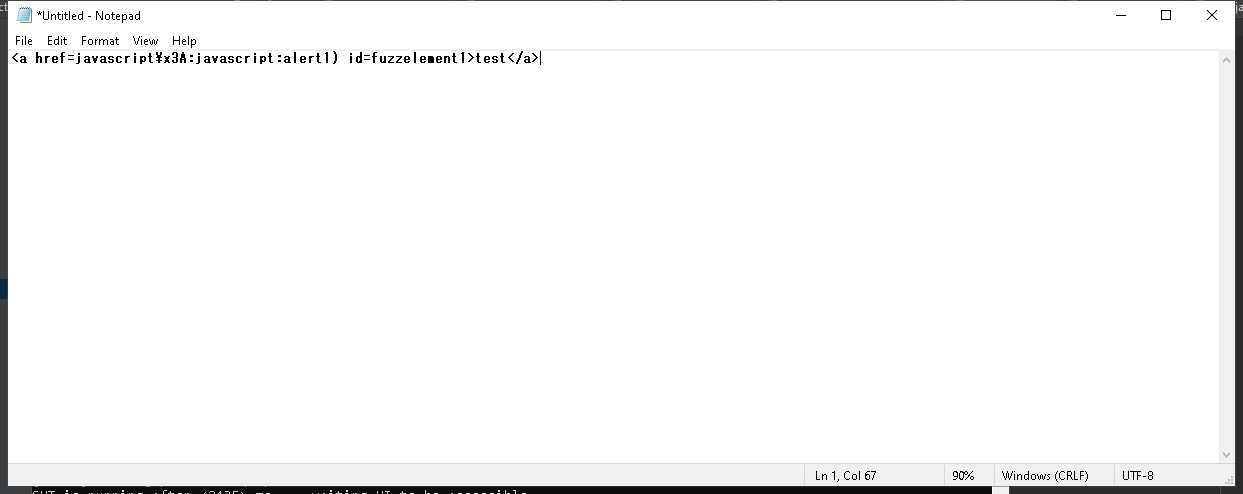 *Untitled - Notepad
File Edit Format View Help
<a href=javascript¥x3A:javascript:alert1) id=fuzzelement1>test</a>
Ln 1, Col 67 90% Windows (CRLF) UTF-8